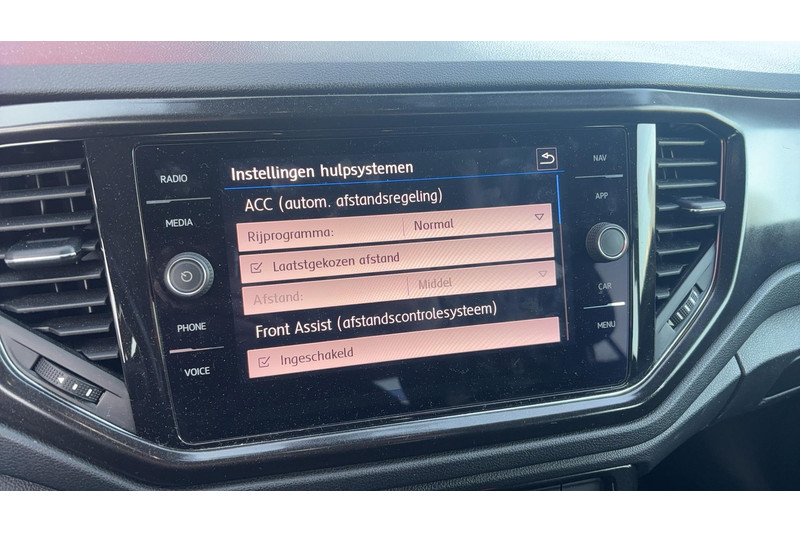 RADIO
MEDIA
PHONE
VOICE
Instellingen hulpsystemen
ACC (autom. afstandsregeling)
Rijprogramma: Normal
Laatstgekozen afstand
Afstand: Middel
Front Assist (afstandscontrolesysteem)
Ingeschakeld
NAV
APP
CAR
MENU